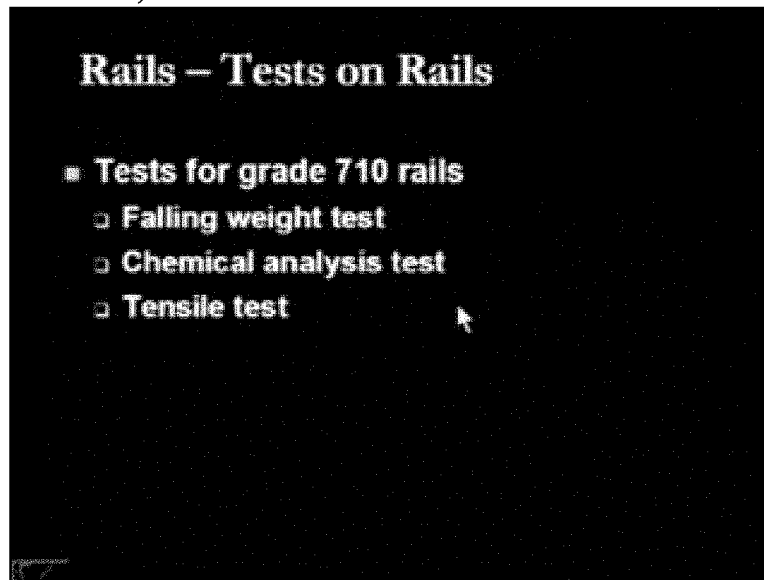 Rails – Tests on Rails
Tests for grade 710 rails
Falling weight test
Chemical analysis test
Tensile test